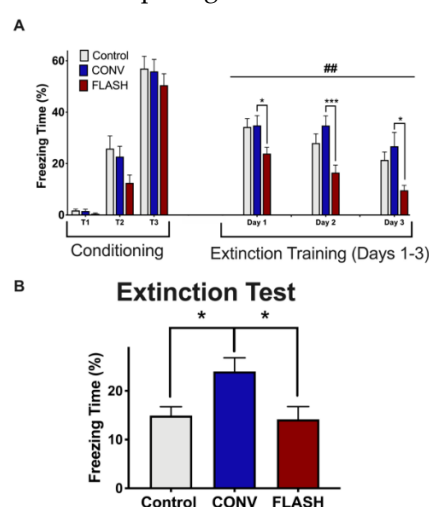 A
Control
CONV
FLASH
Freezing Time (%)
60
40
20
0
##
*
***
*
T1
T2
T3
Day 1
Day 2
Day 3
Conditioning
Extinction Training (Days 1-3)
B
Extinction Test
*
*
Freezing Time (%)
20
10
0
Control
CONV
FLASH